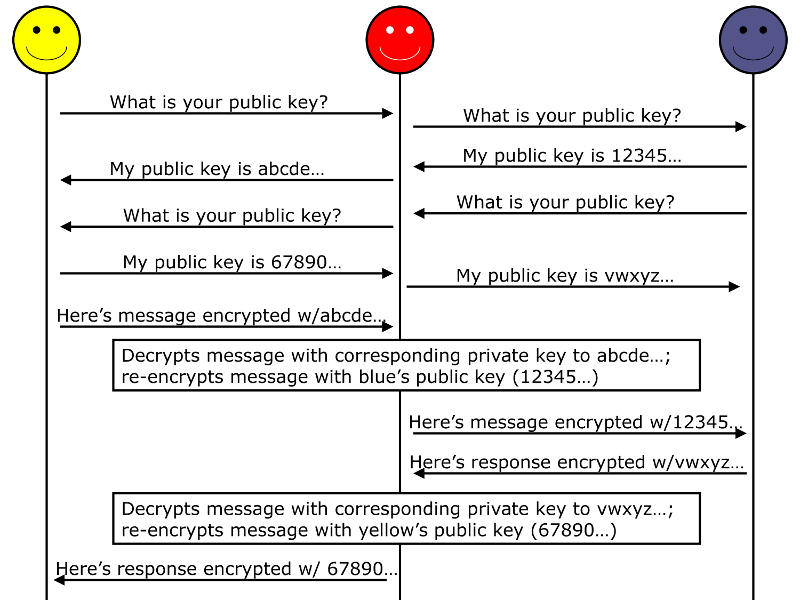 What is your public key?
What is your public key?
My public key is 12345…
My public key is abcde…
What is your public key?
What is your public key?
My public key is 67890…
My public key is vwxyz…
Here’s message encrypted w/abcde…
Decrypts message with corresponding private key to abcde…;
re-encrypts message with blue’s public key (12345…)
Here’s message encrypted w/12345…
Here’s response encrypted w/vwxyz…
Decrypts message with corresponding private key to vwxyz…;
re-encrypts message with yellow’s public key (67890…)
Here’s response encrypted w/ 67890…